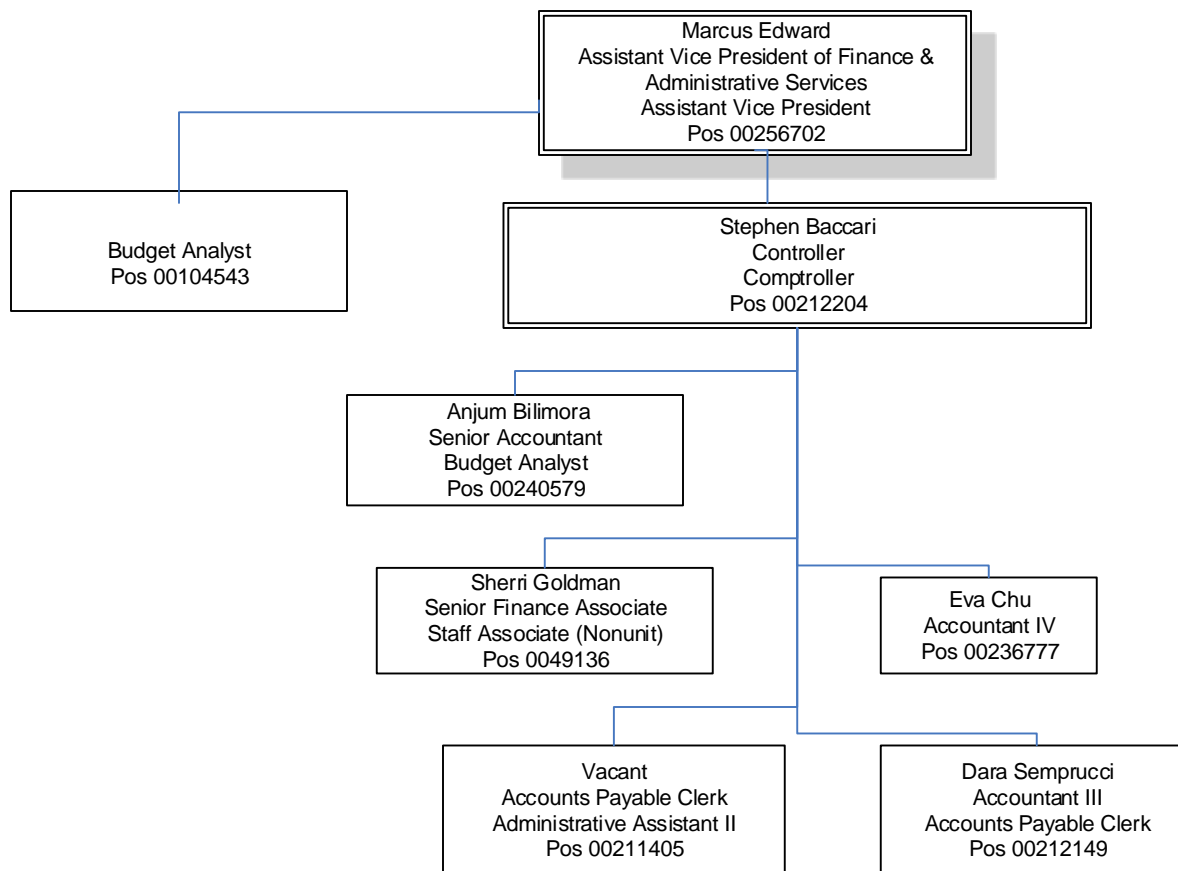 Marcus Edward
Assistant Vice President of Finance &
Administrative Services
Assistant Vice President
Pos 00256702
Budget Analyst
Pos 00104543
Stephen Baccari
Controller
Comptroller
Pos 00212204
Anjum Bilimora
Senior Accountant
Budget Analyst
Pos 00240579
Sherri Goldman
Senior Finance Associate
Staff Associate (Nonunit)
Pos 0049136
Eva Chu
Accountant IV
Pos 00236777
Vacant
Accounts Payable Clerk
Administrative Assistant II
Pos 00211405
Dara Semprucci
Accountant III
Accounts Payable Clerk
Pos 00212149